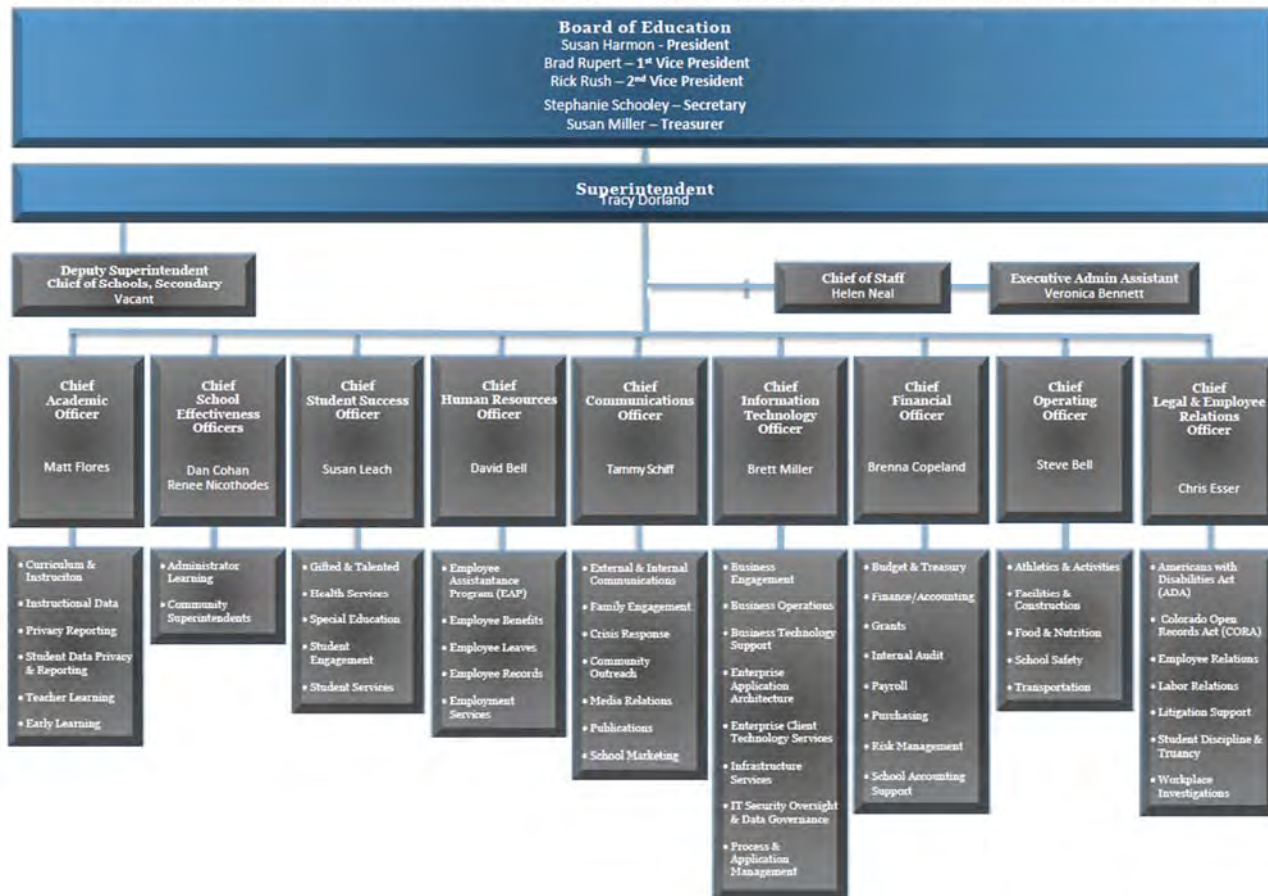 Board of Education
Susan Harmon - President
Brad Rupert – 1st Vice President
Rick Rush – 2nd Vice President
Stephanie Schooley – Secretary
Susan Miller – Treasurer
Superintendent
Tracy Dorland
Deputy Superintendent
Chief of Schools, Secondary
Vacant
Chief of Staff
Helen Neal
Executive Admin Assistant
Veronica Bennett
Chief
Academic
Officer
Matt Flores
Chief
School
Effectiveness
Officers
Dan Cohan
Renee Nicothodes
Chief
Student Success
Officer
Susan Leach
Chief
Human Resources
Officer
David Bell
Chief
Communications
Officer
Tammy Schiff
Chief
Information
Technology
Officer
Brett Miller
Chief
Financial
Officer
Brenna Copeland
Chief
Operating
Officer
Steve Bell
Chief
Legal & Employee
Relations
Officer
Chris Esser
• Curriculum &
Instruciton
• Instructional Data
• Privacy Reporting
• Student Data Privacy
& Reporting
• Teacher Learning
• Early Learning
• Administrator
Learning
• Community
Superintendents
• Gifted & Talented
• Health Services
• Special Education
• Student
Engagement
• Student Services
• Employee
Assistantance
Program (EAP)
• Employee Benefits
• Employee Leaves
• Employee Records
• Employment
Services
• External & Internal
Communications
• Family Engagement
• Crisis Response
• Community
Outreach
• Media Relations
• Publications
• School Marketing
• Business
Engagement
• Business Operations
• Business Technology
Support
• Enterprise
Application
Architecture
• Enterprise Client
Technology Services
• Infrastructure
Services
• IT Security Oversight
& Data Governance
• Process &
Application
Management
• Budget & Treasury
• Finance/Accounting
• Grants
• Internal Audit
• Payroll
• Purchasing
• Risk Management
• School Accounting
Support
• Athletics & Activities
• Facilities &
Construction
• Food & Nutrition
• School Safety
• Transportation
• Americans with
Disabilities Act
(ADA)
• Colorado Open
Records Act (CORA)
• Employee Relations
• Labor Relations
• Litigation Support
• Student Discipline &
Truancy
• Workplace
Investigations